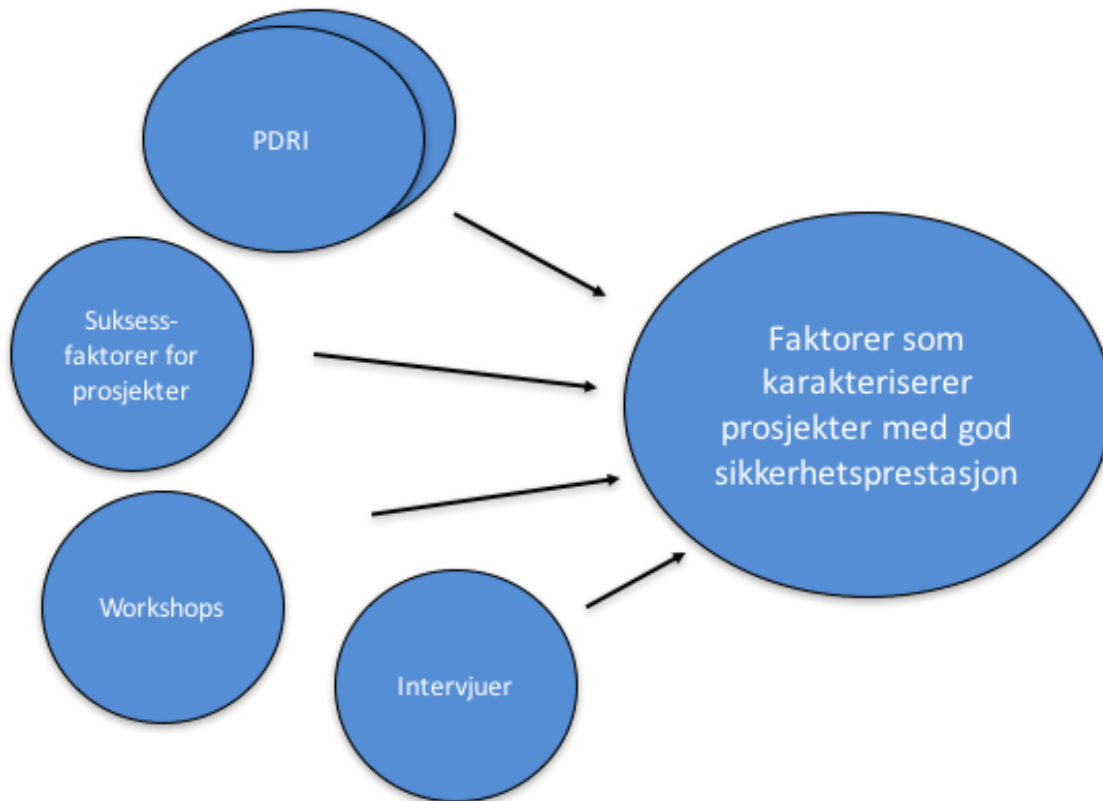 PDRI
Suksess-
faktorer for
prosjekter
Faktorer som
karakteriserer
prosjekter med god
sikkerhetsprestasjon
Workshops
Intervjuer